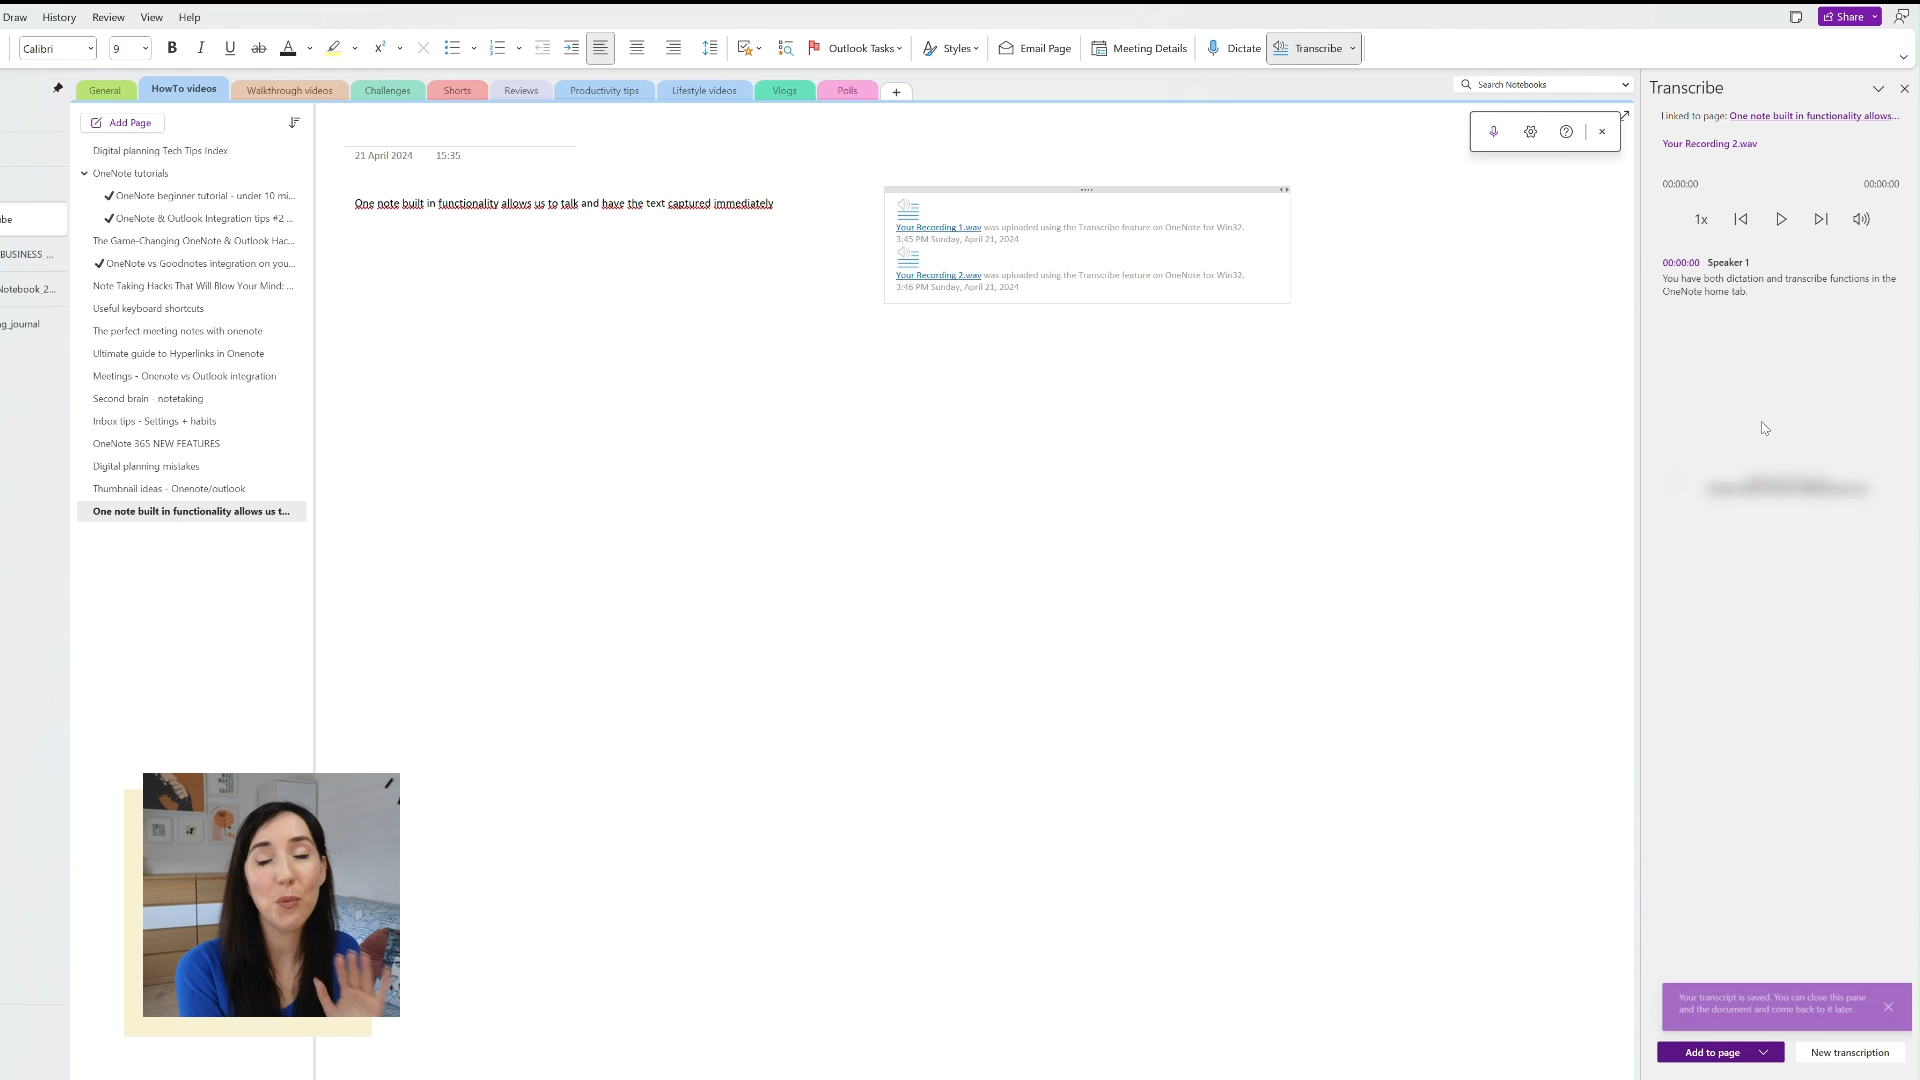 Draw History Review View Help
Share
Calibri 9 B I U ab A x² Outlook Tasks Styles Email Page Meeting Details Dictate Transcribe
General HowTo videos Walkthrough videos Challenges Shorts Reviews Productivity tips Lifestyle videos Vlogs Polls +
Search Notebooks
be
BUSINESS ...
Notebook_2...
g_journal
Add Page
Digital planning Tech Tips Index
OneNote tutorials
✓OneNote beginner tutorial - under 10 mi...
✓OneNote & Outlook Integration tips #2 ...
The Game-Changing OneNote & Outlook Hac...
✓OneNote vs Goodnotes integration on you...
Note Taking Hacks That Will Blow Your Mind: ...
Useful keyboard shortcuts
The perfect meeting notes with onenote
Ultimate guide to Hyperlinks in Onenote
Meetings - Onenote vs Outlook integration
Second brain - notetaking
Inbox tips - Settings + habits
OneNote 365 NEW FEATURES
Digital planning mistakes
Thumbnail ideas - Onenote/outlook
One note built in functionality allows us t...
21 April 2024 15:35
One note built in functionality allows us to talk and have the text captured immediately
Your Recording 1.wav was uploaded using the Transcribe feature on OneNote for Win32.
3:45 PM Sunday, April 21, 2024
Your Recording 2.wav was uploaded using the Transcribe feature on OneNote for Win32.
3:46 PM Sunday, April 21, 2024
Transcribe
Linked to page: One note built in functionality allows...
Your Recording 2.wav
00:00:00 00:00:00
1x
00:00:00 Speaker 1
You have both dictation and transcribe functions in the
OneNote home tab.
Your transcript is saved. You can close this pane
and the document and come back to it later.
Add to page New transcription